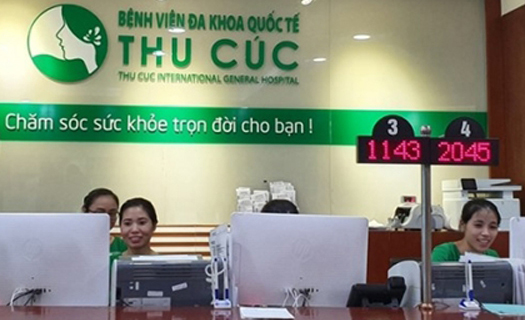 BỆNH VIỆN ĐA KHOA QUỐC TẾ
THU CÚC
THU CUC INTERNATIONAL GENERAL HOSPITAL
Chăm sóc sức khỏe trọn đời cho bạn !
3 4
1143 2045